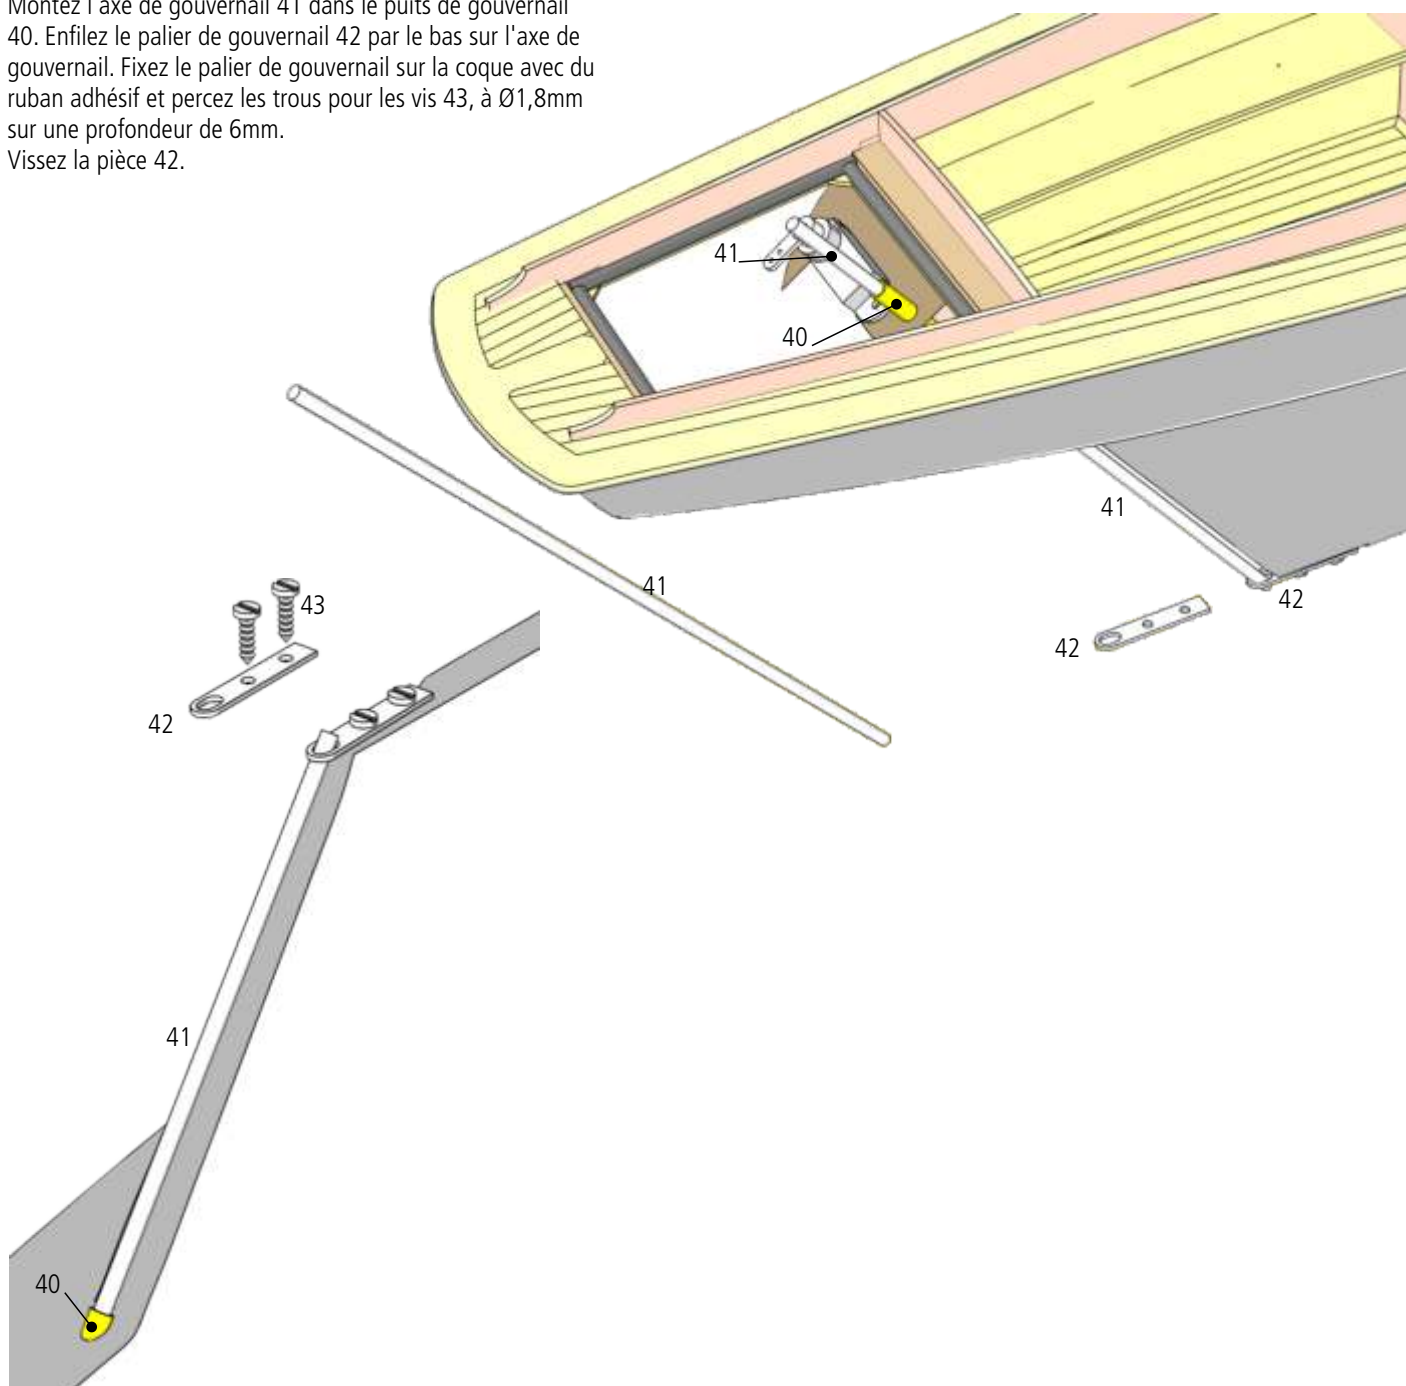 Montez l'axe de gouvernail 41 dans le puits de gouvernail
40. Enfilez le palier de gouvernail 42 par le bas sur l'axe de
gouvernail. Fixez le palier de gouvernail sur la coque avec du
ruban adhésif et percez les trous pour les vis 43, à Ø1,8mm
sur une profondeur de 6mm.
Vissez la pièce 42.
41
40
41
41
43
42
42
42
41
40